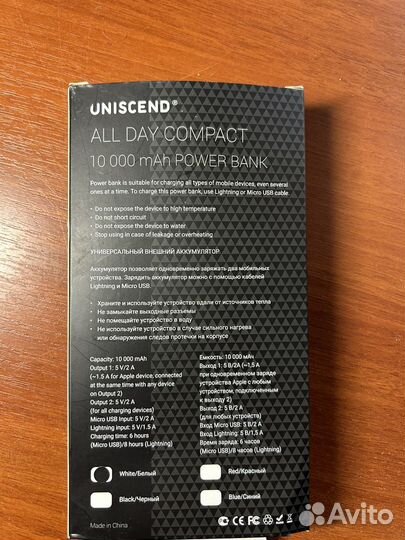 UNISCEND®
ALL DAY COMPACT
10 000 mAh POWER BANK
Power bank is suitable for charging all types of mobile devices, even several
ones at a time. To charge this power bank, use Lightning or Micro USB cable.
• Do not expose the device to high temperature
• Do not short circuit
• Do not expose the device to water
• Stop using in case of leakage or overheating
УНИВЕРСАЛЬНЫЙ ВНЕШНИЙ АККУМУЛЯТОР
Аккумулятор позволяет одновременно заряжать два мобильных
устройства. Зарядить аккумулятор можно с помощью кабелей
Lightning и Micro USB.
• Храните и используйте устройство вдали от источников тепла
• Не замыкайте выходные разъемы
• Не помещайте устройство в воду
• Не используйте устройство в случае сильного нагрева
или обнаружения следов протечки на корпусе
Capacity: 10 000 mAh
Output 1: 5 V/2 A
(~1.5 A for Apple device; connected
at the same time with any device
on Output 2)
Output 2: 5 V/2 A
(for all charging devices)
Micro USB Input: 5 V/2 A
Lightning input: 5 V/1.5 A
Charging time: 6 hours
(Micro USB)/8 hours (Lightning)
Емкость: 10 000 мАч
Выход 1: 5 В/2А (~1,5 А
при одновременном заряде
устройства Apple с любым
устройством, подключенным
к выходу 2)
Выход 2: 5 В/2 А
(для любых устройств)
Вход Micro USB: 5 В/2 А
Вход Lightning: 5 В/1,5 А
Время заряда: 6 часов
(Micro USB)/8 часов (Lightning)
White/Белый
Red/Красный
Black/Черный
Blue/Синий
Made in China
CE FC
EAC
Avito